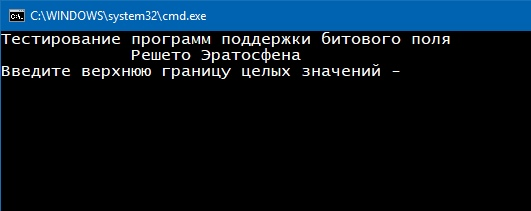 C:\WINDOWS\system32\cmd.exe
Тестирование программ поддержки битового поля
Решето Эратосфена
Введите верхнюю границу целых значений -